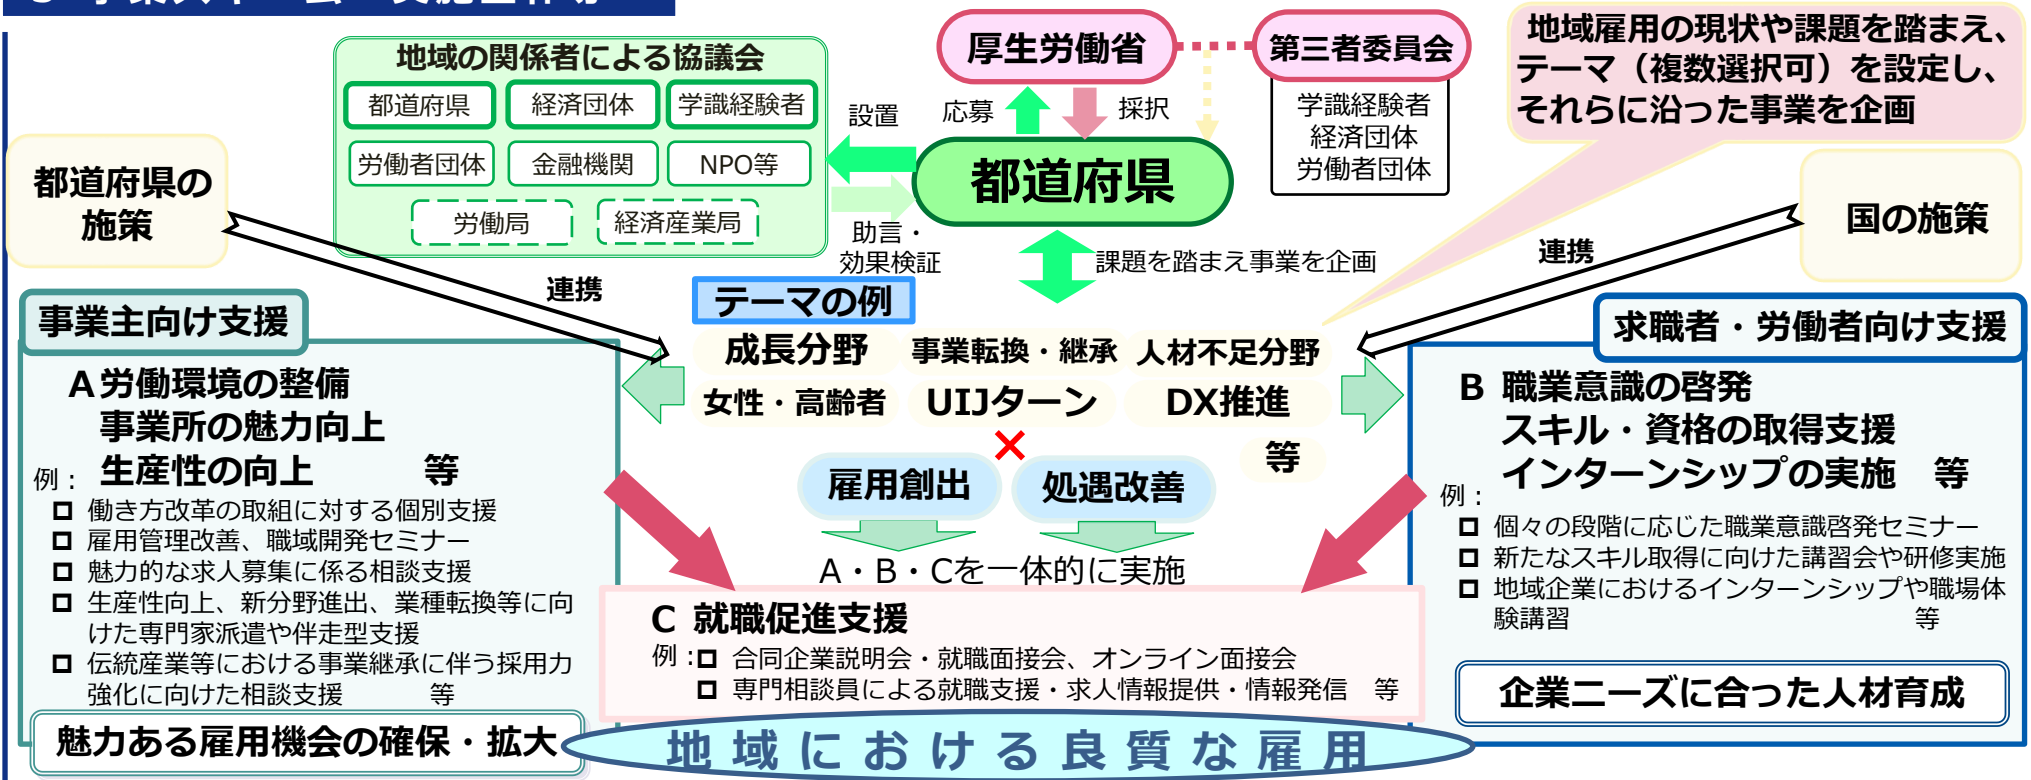 地域の関係者による協議会
都道府県
経済団体
学識経験者
労働者団体
金融機関
NPO等
労働局
経済産業局
設置
助言・
効果検証
厚生労働省
第三者委員会
学識経験者
経済団体
労働者団体
応募
採択
都道府県
課題を踏まえ事業を企画
地域雇用の現状や課題を踏まえ、
テーマ（複数選択可）を設定し、
それらに沿った事業を企画
都道府県の
施策
連携
国の施策
連携
テーマの例
成長分野
事業転換・継承
人材不足分野
女性・高齢者
UIJターン
DX推進
等
雇用創出
処遇改善
A・B・Cを一体的に実施
事業主向け支援
A 労働環境の整備
事業所の魅力向上
生産性の向上 等
例：
働き方改革の取組に対する個別支援
雇用管理改善、職域開発セミナー
魅力的な求人募集に係る相談支援
生産性向上、新分野進出、業種転換等に向
けた専門家派遣や伴走型支援
伝統産業等における事業継承に伴う採用力
強化に向けた相談支援 等
魅力ある雇用機会の確保・拡大
求職者・労働者向け支援
B 職業意識の啓発
スキル・資格の取得支援
インターンシップの実施 等
例：
個々の段階に応じた職業意識啓発セミナー
新たなスキル取得に向けた講習会や研修実施
地域企業におけるインターンシップや職場体
験講習 等
企業ニーズに合った人材育成
C 就職促進支援
例：
合同企業説明会・就職面接会、オンライン面接会
専門相談員による就職支援・求人情報提供・情報発信 等
地域における良質な雇用